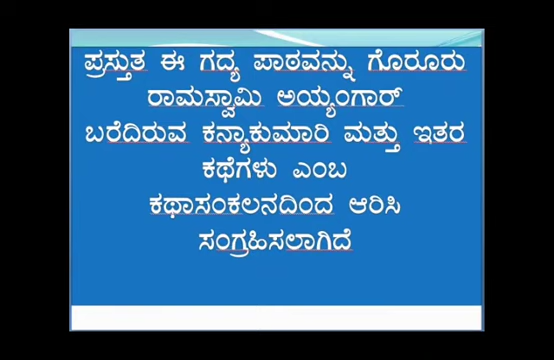 ಪ್ರಸ್ತುತ ಈ ಗದ್ಯ ಪಾಠವನ್ನು ಗೊರೂರು
ರಾಮಸ್ವಾಮಿ ಅಯ್ಯಂಗಾರ್
ಬರೆದಿರುವ ಕನ್ಯಾಕುಮಾರಿ ಮತ್ತು ಇತರ
ಕಥೆಗಳು ಎಂಬ
ಕಥಾಸಂಕಲನದಿಂದ ಆರಿಸಿ
ಸಂಗ್ರಹಿಸಲಾಗಿದೆ